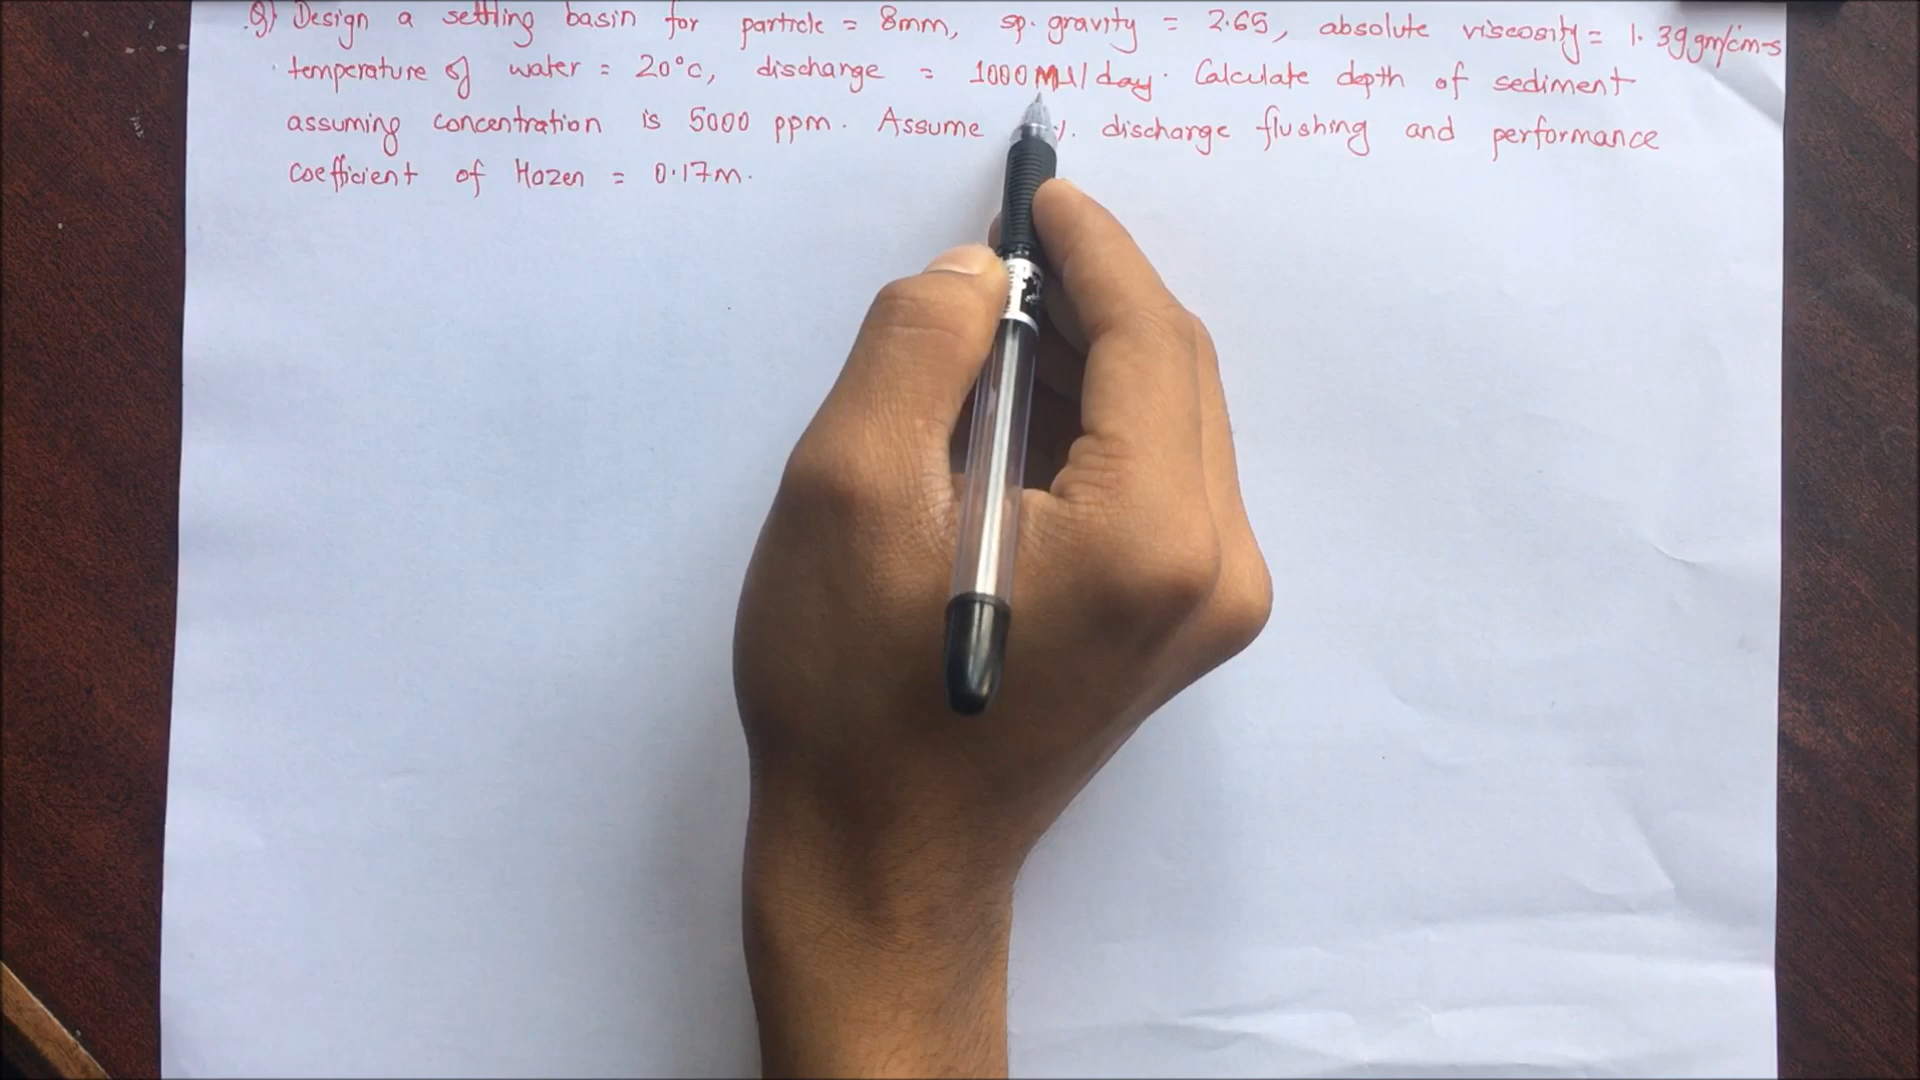 Q) Design a settling basin for particle = 8mm, sp. gravity = 2.65, absolute viscosity = 1.39gm/cm-s
temperature of water = 20°c, discharge = 1000 Ml/day. Calculate depth of sediment
assuming concentration is 5000 ppm. Assume %. discharge flushing and performance
coefficient of Hazen = 0.17m.